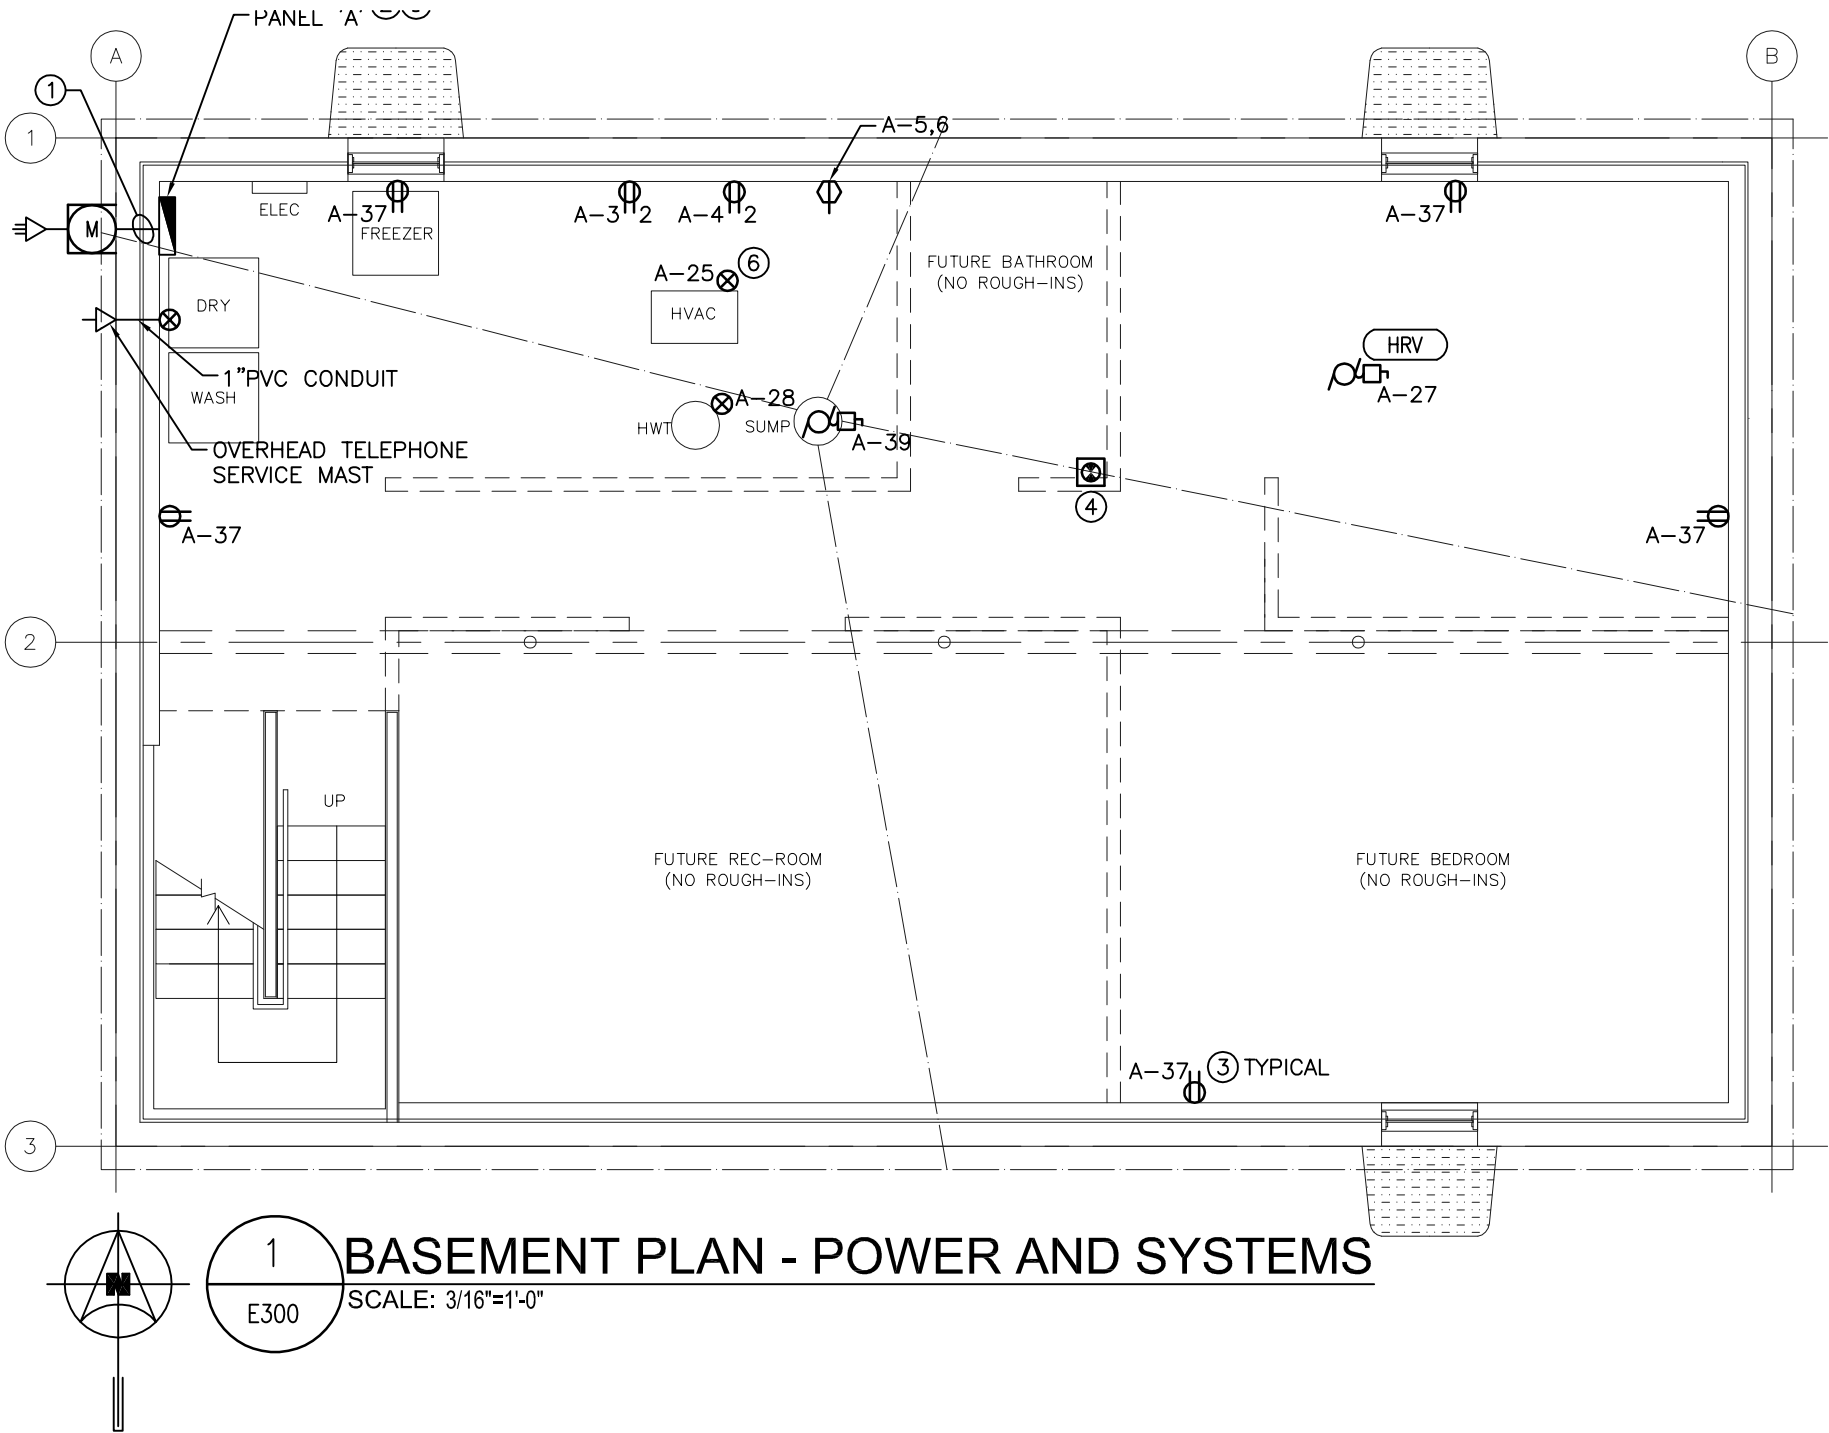 PANEL 'A'
A
B
1
1
A-5,6
ELEC
A-37
FREEZER
A-3
2
A-4
2
A-37
M
A-25
6
HVAC
FUTURE BATHROOM
(NO ROUGH-INS)
DRY
HRV
A-27
1"PVC CONDUIT
WASH
A-28
HWT
SUMP
A-39
OVERHEAD TELEPHONE
SERVICE MAST
4
A-37
A-37
2
UP
FUTURE REC-ROOM
(NO ROUGH-INS)
FUTURE BEDROOM
(NO ROUGH-INS)
A-37
3
TYPICAL
3
N
1
E300
BASEMENT PLAN - POWER AND SYSTEMS
SCALE: 3/16"=1'-0"